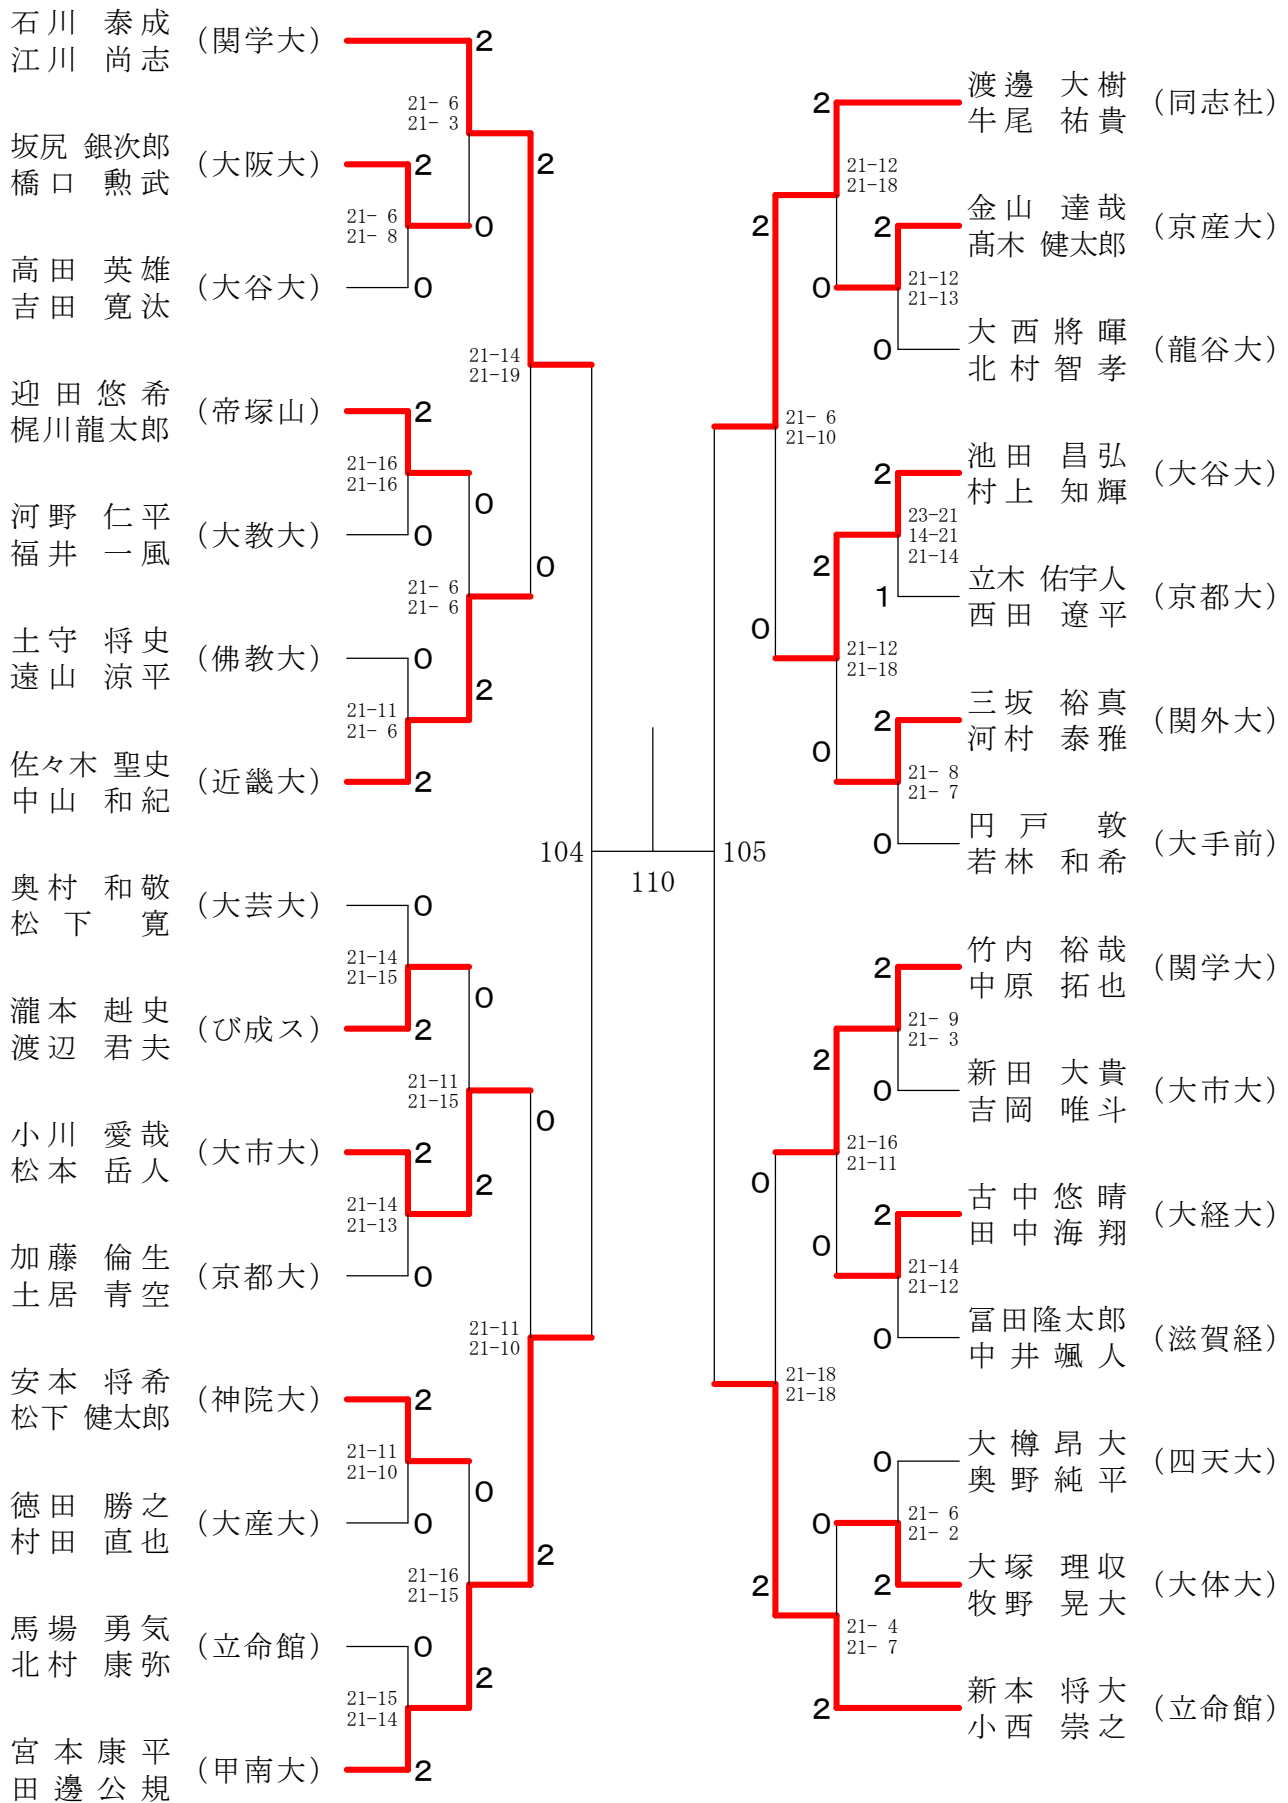 石川 泰成
江川 尚志
(関学大)
2
21- 6
21- 3
坂尻 銀次郎
橋口 勲武
(大阪大)
2
2
21- 6
21- 8
0
高田 英雄
吉田 寛汰
(大谷大)
0
21-14
21-19
迎田悠希
梶川龍太郎
(帝塚山)
2
21-16
21-16
0
河野 仁平
福井 一風
(大教大)
0
0
21- 6
21- 6
土守 将史
遠山 涼平
(佛教大)
0
2
21-11
21- 6
佐々木 聖史
中山 和紀
(近畿大)
2
104
110
105
奥村 和敬
松下 寛
(大芸大)
0
21-14
21-15
0
瀧本 赳史
渡辺 君夫
(び成ス)
2
21-11
21-15
0
小川 愛哉
松本 岳人
(大市大)
2
2
21-14
21-13
加藤 倫生
土居 青空
(京都大)
0
21-11
21-10
安本 将希
松下 健太郎
(神院大)
2
21-11
21-10
0
徳田 勝之
村田 直也
(大産大)
0
2
21-16
21-15
馬場 勇気
北村 康弥
(立命館)
0
2
21-15
21-14
宮本康平
田邊公規
(甲南大)
2
2
渡邊 大樹
牛尾 祐貴
(同志社)
21-12
21-18
2
2
金山 達哉
髙木 健太郎
(京産大)
0
21-12
21-13
0
大西將暉
北村智孝
(龍谷大)
21- 6
21-10
2
池田 昌弘
村上 知輝
(大谷大)
23-21
14-21
21-14
2
1
立木 佑宇人
西田 遼平
(京都大)
0
21-12
21-18
2
三坂 裕真
河村 泰雅
(関外大)
0
21- 8
21- 7
0
円戸 敦
若林 和希
(大手前)
2
竹内 裕哉
中原 拓也
(関学大)
21- 9
21- 3
2
0
新田 大貴
吉岡 唯斗
(大市大)
21-16
21-11
0
2
古中悠晴
田中海翔
(大経大)
0
21-14
21-12
0
冨田隆太郎
中井颯人
(滋賀経)
21-18
21-18
0
大樽昂大
奥野純平
(四天大)
0
21- 6
21- 2
2
2
大塚 理収
牧野 晃大
(大体大)
21- 4
21- 7
2
新本 将大
小西 崇之
(立命館)